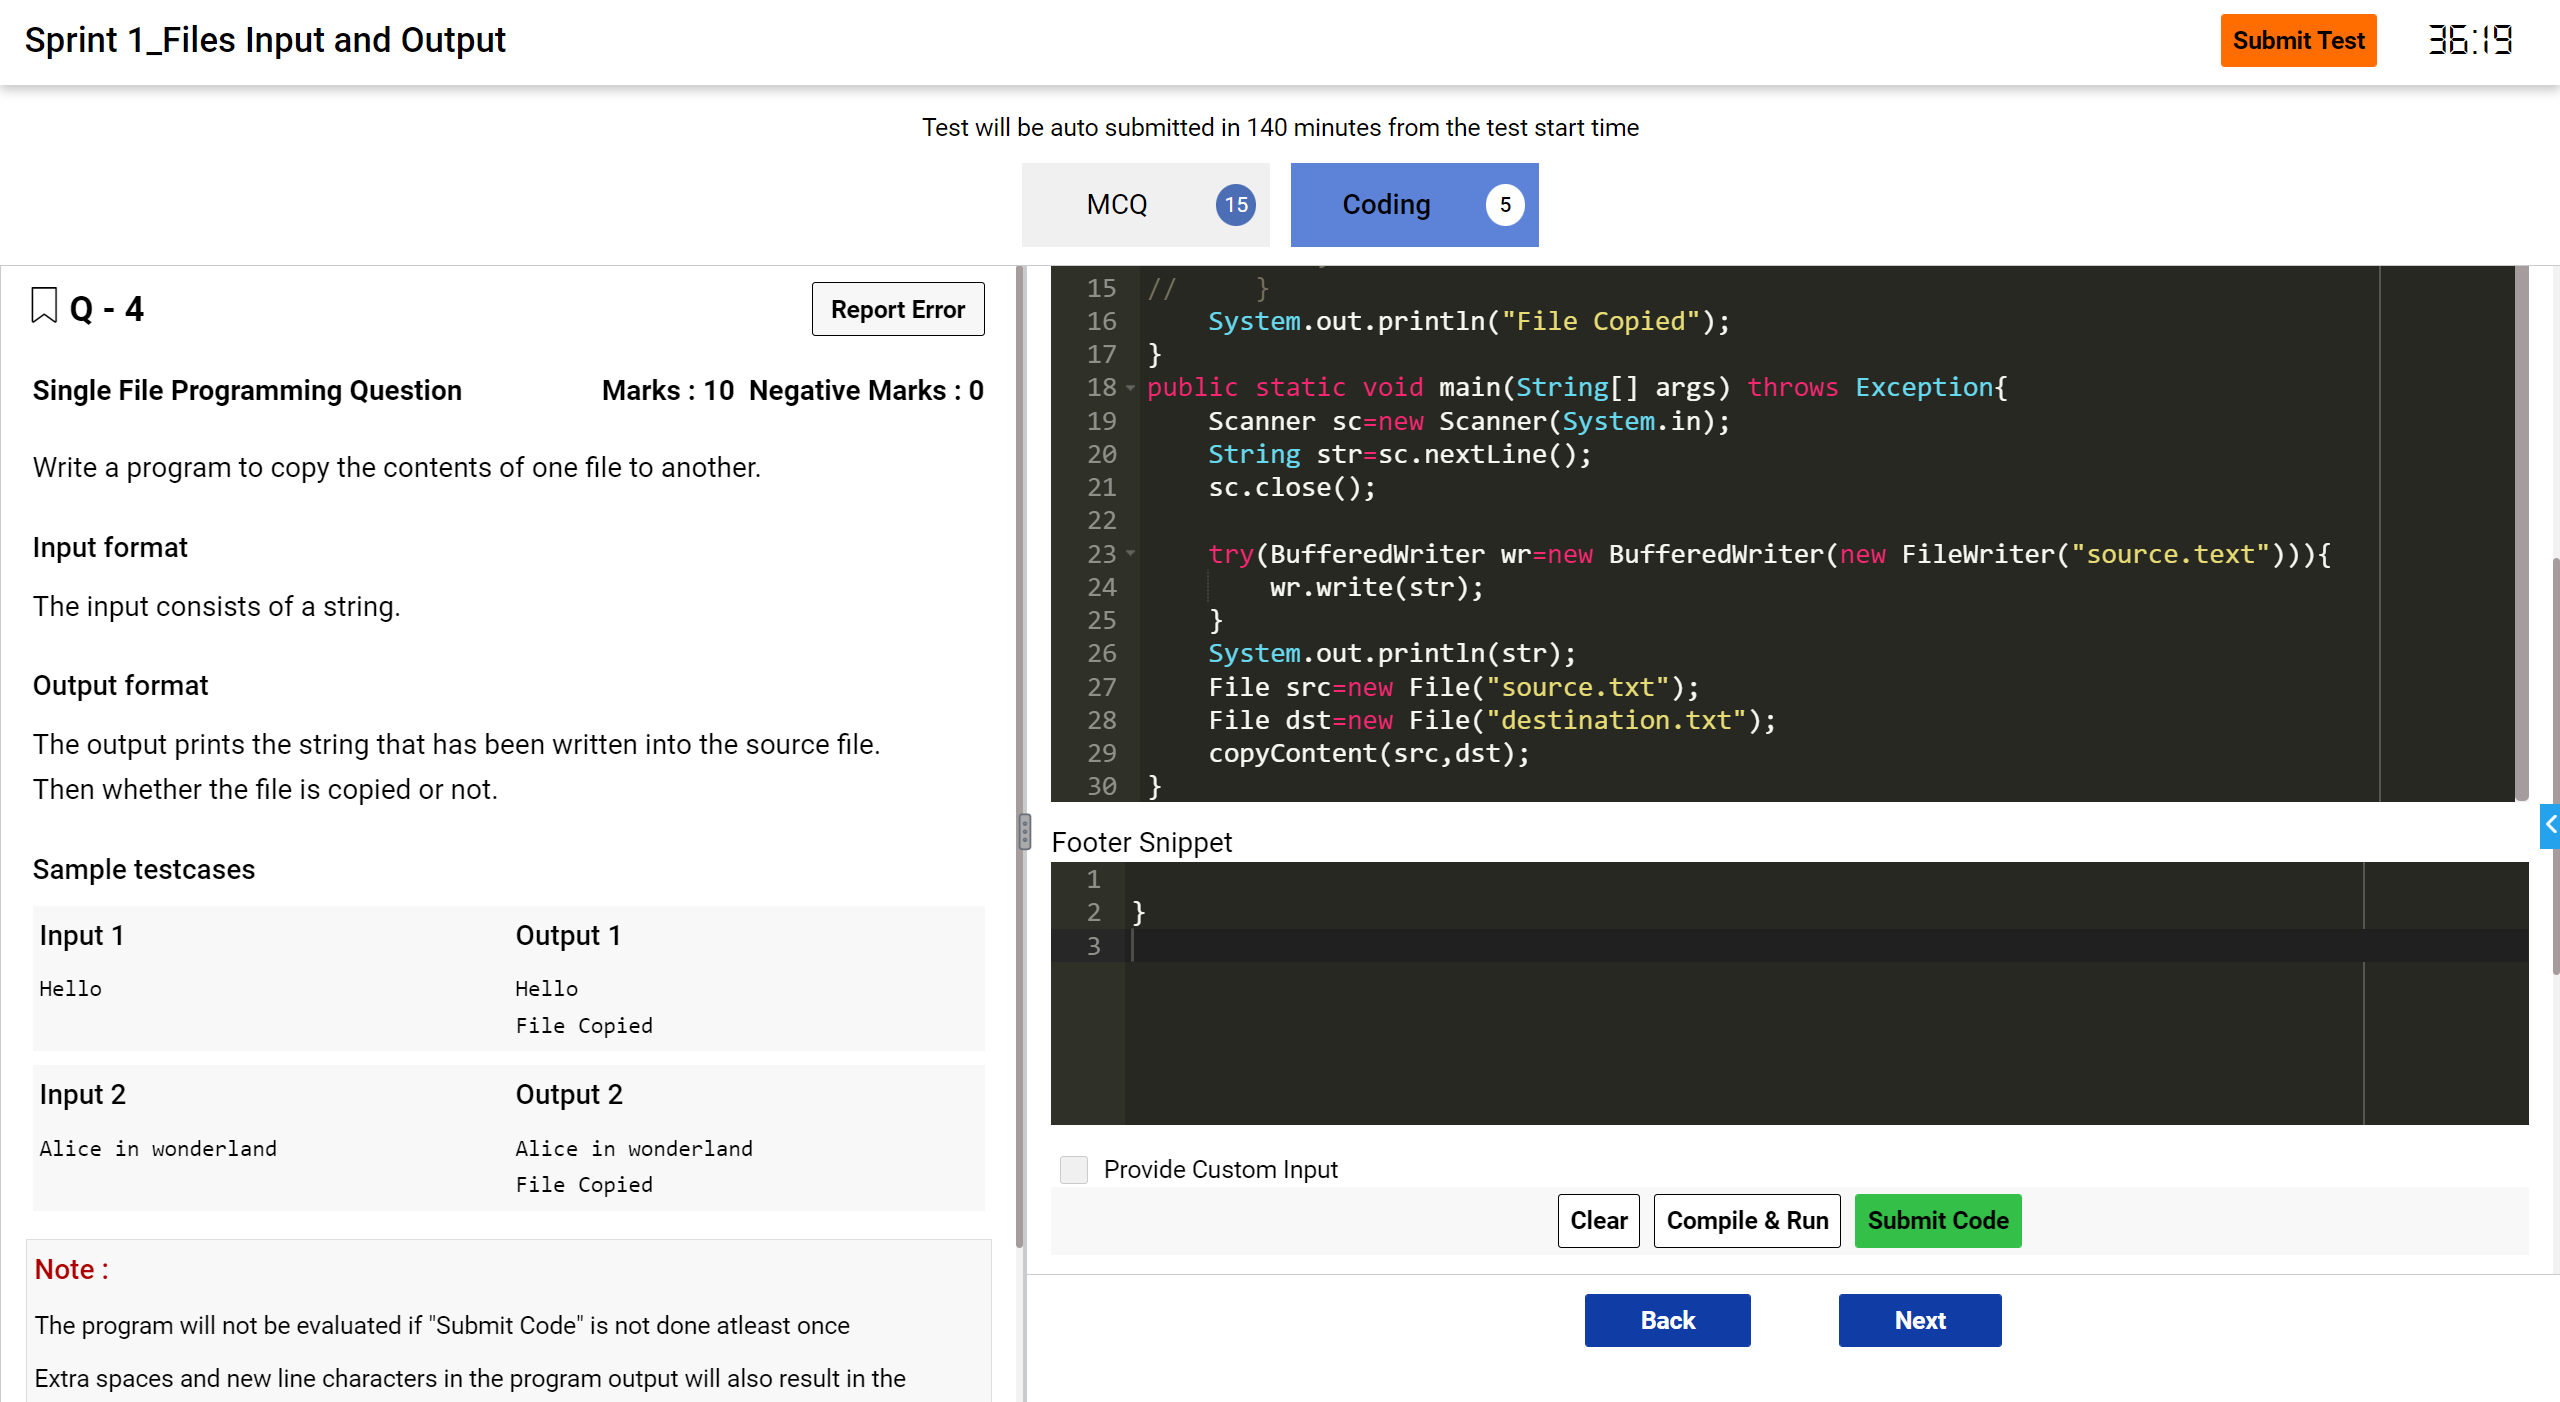 Sprint 1_Files Input and Output
Submit Test
36:19
Test will be auto submitted in 140 minutes from the test start time
MCQ 15
Coding 5
Q - 4
Report Error
Single File Programming Question
Marks : 10 Negative Marks : 0
Write a program to copy the contents of one file to another.
Input format
The input consists of a string.
Output format
The output prints the string that has been written into the source file.
Then whether the file is copied or not.
Sample testcases
Input 1
Output 1
Hello
Hello
File Copied
Input 2
Output 2
Alice in wonderland
Alice in wonderland
File Copied
Note :
The program will not be evaluated if "Submit Code" is not done atleast once
Extra spaces and new line characters in the program output will also result in the
15 //     }
16     System.out.println("File Copied");
17 }
18 public static void main(String[] args) throws Exception{
19     Scanner sc=new Scanner(System.in);
20     String str=sc.nextLine();
21     sc.close();
22
23     try(BufferedWriter wr=new BufferedWriter(new FileWriter("source.text"))){
24         wr.write(str);
25     }
26     System.out.println(str);
27     File src=new File("source.txt");
28     File dst=new File("destination.txt");
29     copyContent(src,dst);
30 }
Footer Snippet
1
2 }
3
Provide Custom Input
Clear
Compile & Run
Submit Code
Back
Next